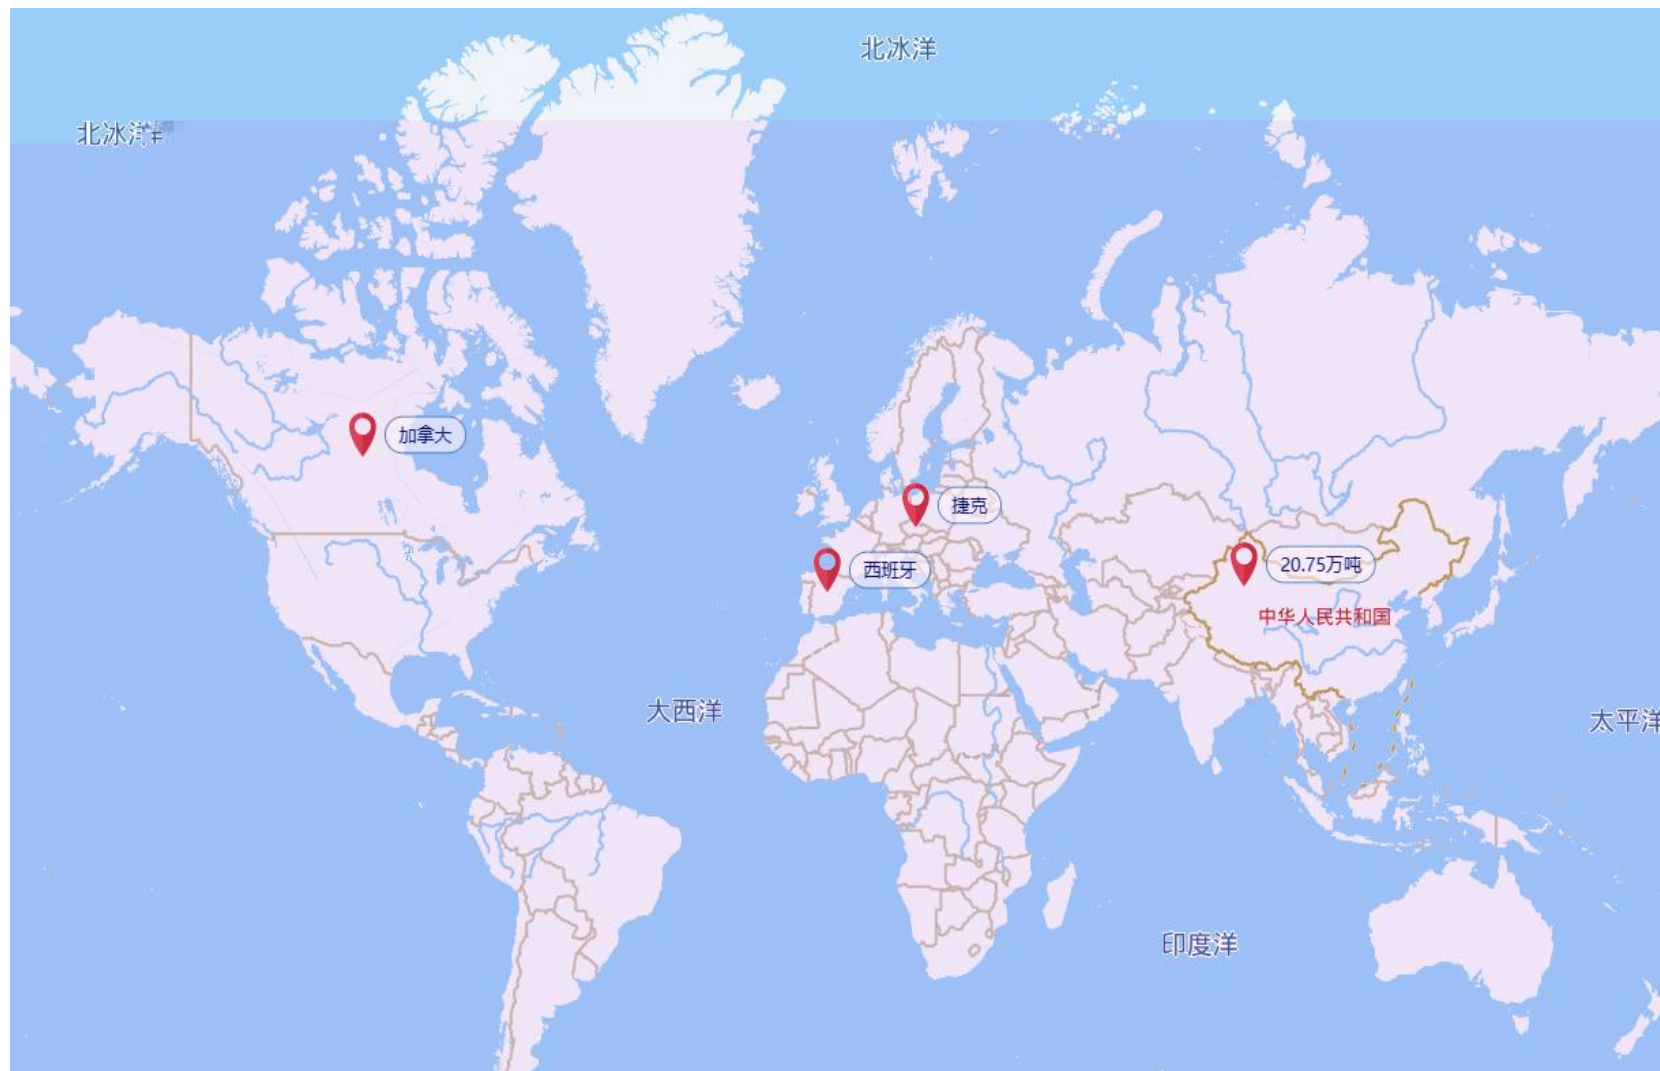 北冰洋
北冰洋
加拿大
捷克
西班牙
20.75万吨
中华人民共和国
大西洋
太平洋
印度洋